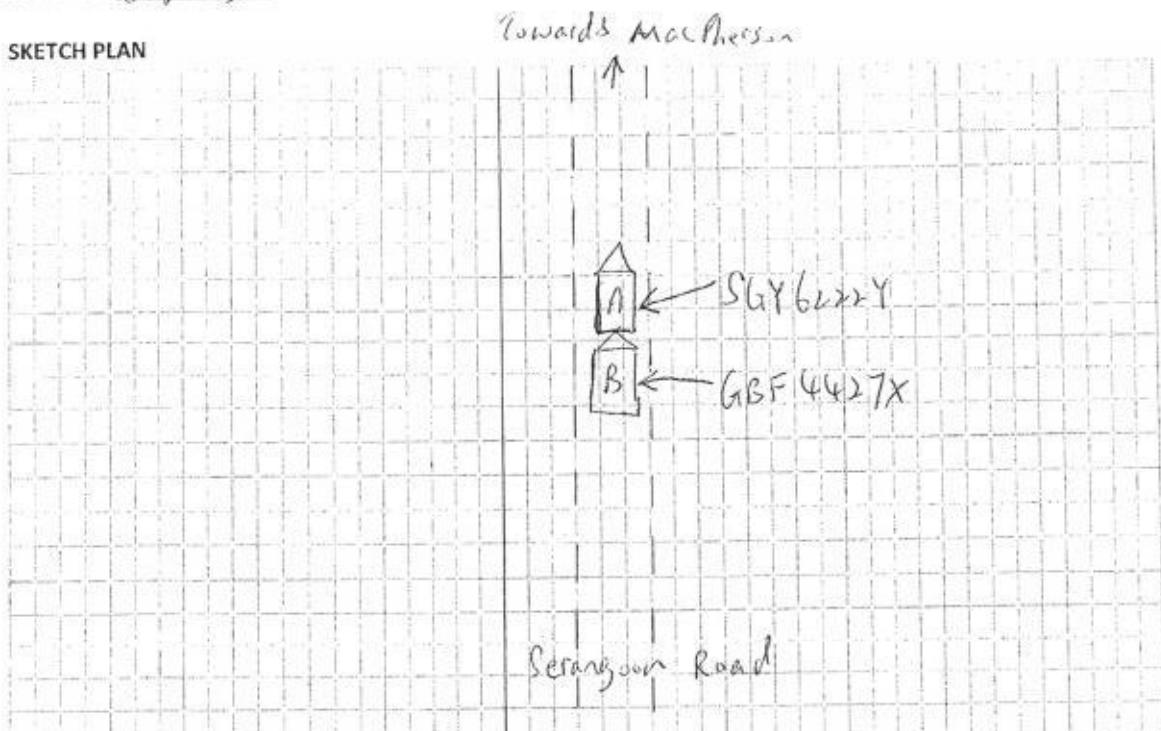 Towards MacPherson
SKETCH PLAN
A
SGY6222Y
B
GBF4427X
Serangoon Road